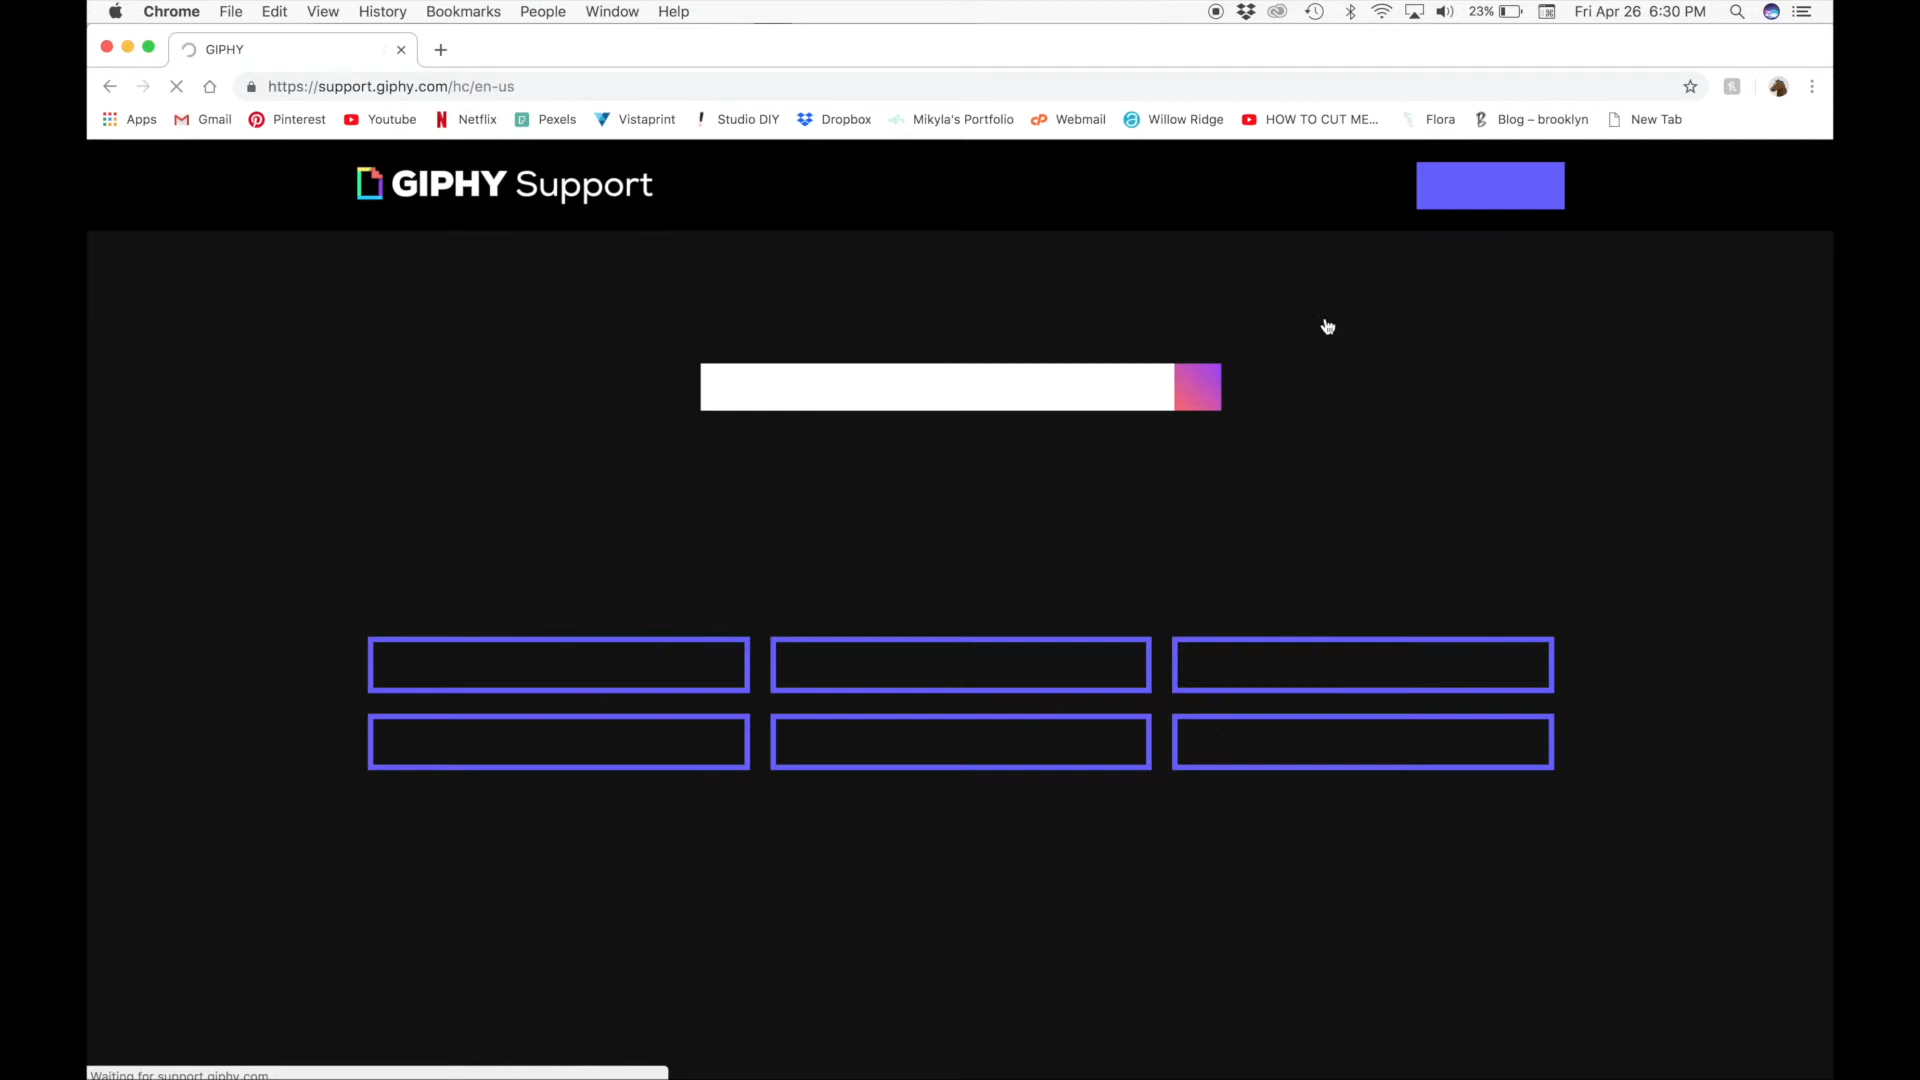 Chrome File Edit View History Bookmarks People Window Help 23% Fri Apr 26 6:30 PM
GIPHY
https://support.giphy.com/hc/en-us
Apps Gmail Pinterest Youtube Netflix Pexels Vistaprint Studio DIY Dropbox Mikyla's Portfolio Webmail Willow Ridge HOW TO CUT ME... Flora Blog – brooklyn New Tab
GIPHY Support
Waiting for support.giphy.com...